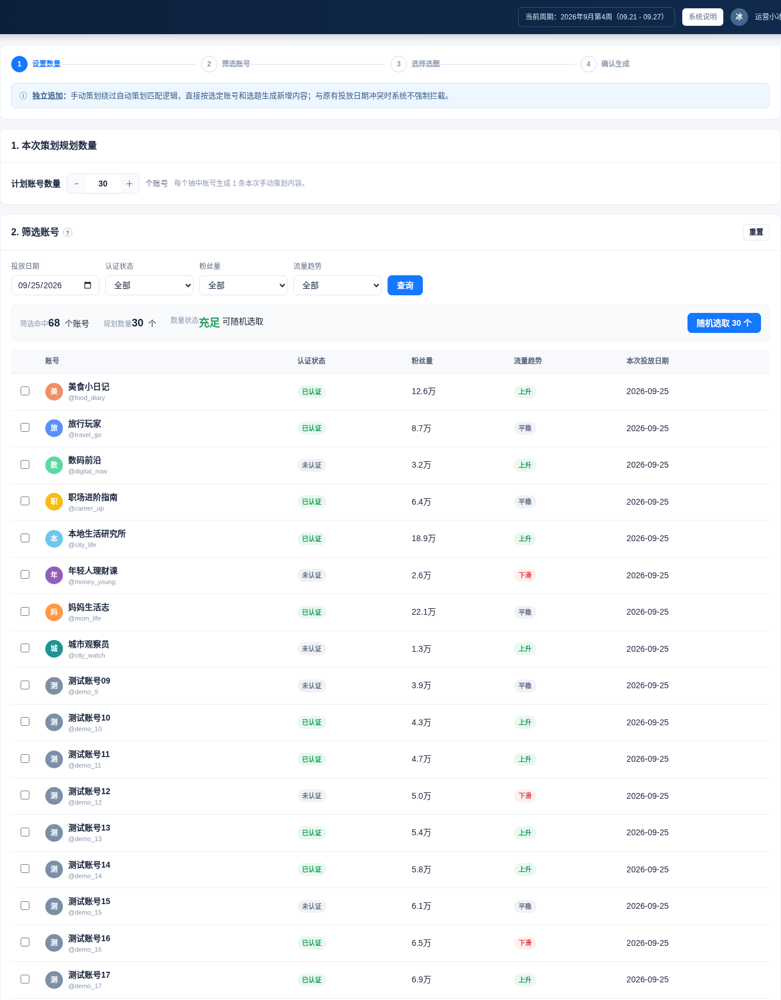 当前周期：2026年9月第4周（09.21 - 09.27）
系统说明
冰
运营小冰
1 设置数量
2 筛选账号
3 选择选题
4 确认生成
独立追加：手动策划绕过自动策划匹配逻辑，直接按选定账号和选题生成新增内容；与原有投放日期冲突时系统不强制拦截。
1. 本次策划规划数量
计划账号数量 − 30 + 个账号 每个抽中账号生成 1 条本次手动策划内容。
2. 筛选账号 ?
重置
投放日期 认证状态 粉丝量 流量趋势
09/25/2026 全部 全部 全部 查询
筛选命中68 个账号 规划数量30 个 数量状态充足 可随机选取 随机选取 30 个
账号 认证状态 粉丝量 流量趋势 本次投放日期
美 美食小日记 已认证 12.6万 上升 2026-09-25
@food_diary
旅 旅行玩家 已认证 8.7万 平稳 2026-09-25
@travel_go
数 数码前沿 未认证 3.2万 上升 2026-09-25
@digital_now
职 职场进阶指南 已认证 6.4万 平稳 2026-09-25
@career_up
本 本地生活研究所 已认证 18.9万 上升 2026-09-25
@city_life
年 年轻人理财课 未认证 2.6万 下滑 2026-09-25
@money_young
妈 妈妈生活志 已认证 22.1万 平稳 2026-09-25
@mom_life
城 城市观察员 未认证 1.3万 上升 2026-09-25
@city_watch
测 测试账号09 未认证 3.9万 平稳 2026-09-25
@demo_9
测 测试账号10 已认证 4.3万 上升 2026-09-25
@demo_10
测 测试账号11 已认证 4.7万 上升 2026-09-25
@demo_11
测 测试账号12 未认证 5.0万 下滑 2026-09-25
@demo_12
测 测试账号13 已认证 5.4万 上升 2026-09-25
@demo_13
测 测试账号14 已认证 5.8万 上升 2026-09-25
@demo_14
测 测试账号15 未认证 6.1万 平稳 2026-09-25
@demo_15
测 测试账号16 已认证 6.5万 下滑 2026-09-25
@demo_16
测 测试账号17 已认证 6.9万 上升 2026-09-25
@demo_17